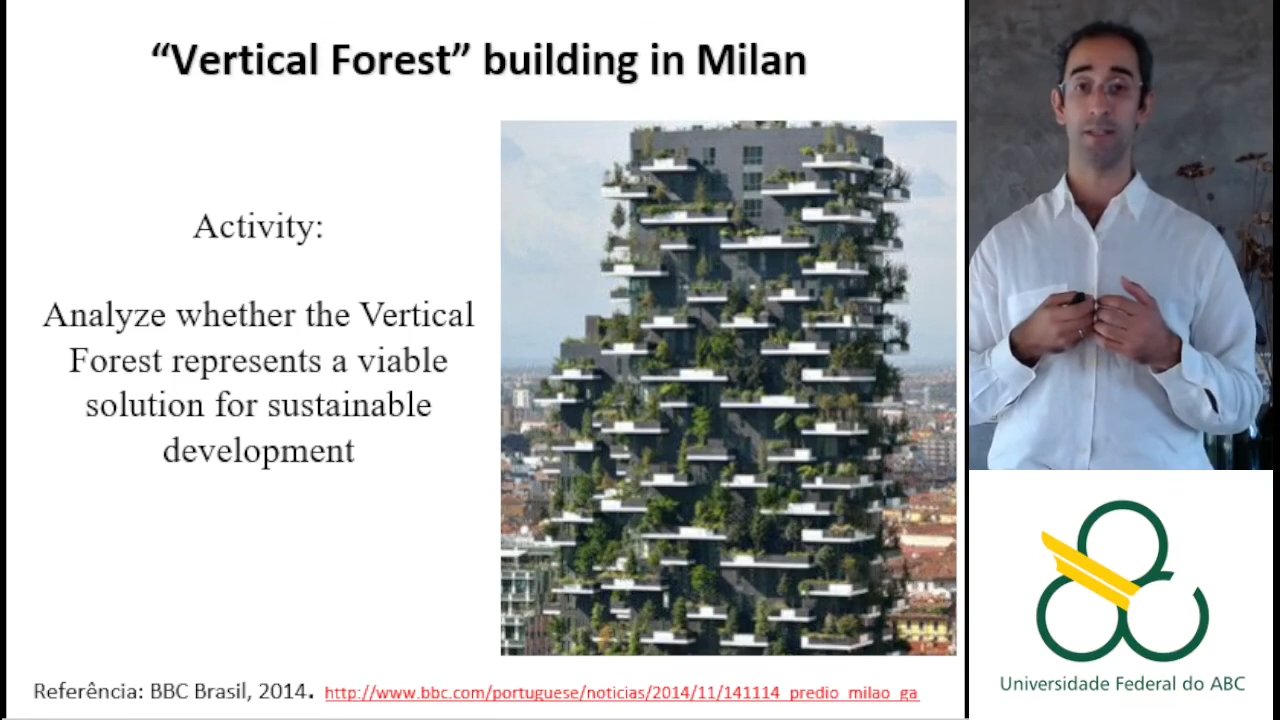 “Vertical Forest” building in Milan
Activity:
Analyze whether the Vertical
Forest represents a viable
solution for sustainable
development
Referência: BBC Brasil, 2014. http://www.bbc.com/portuguese/noticias/2014/11/141114_predio_milao_ga
Universidade Federal do ABC